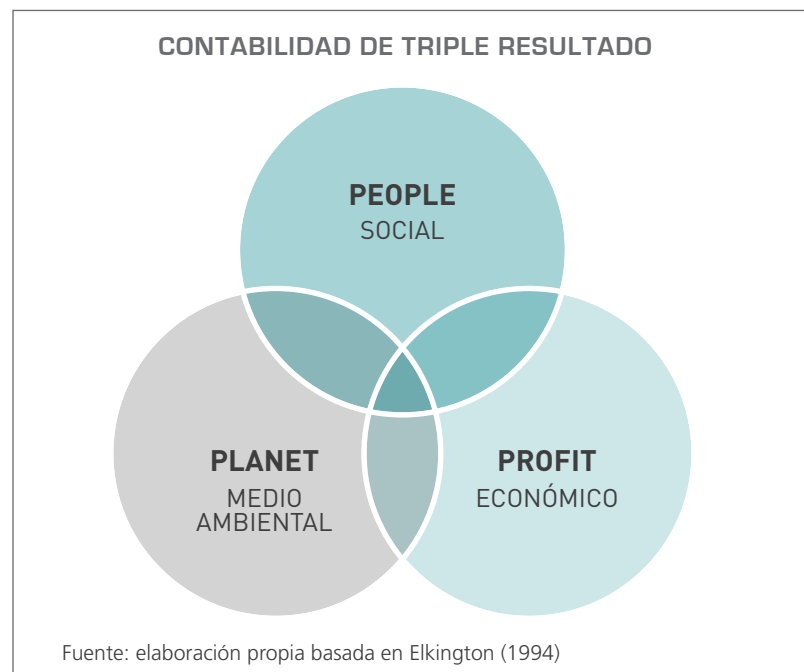 CONTABILIDAD DE TRIPLE RESULTADO
PEOPLE
SOCIAL
PLANET
MEDIO
AMBIENTAL
PROFIT
ECONÓMICO
Fuente: elaboración propia basada en Elkington (1994)